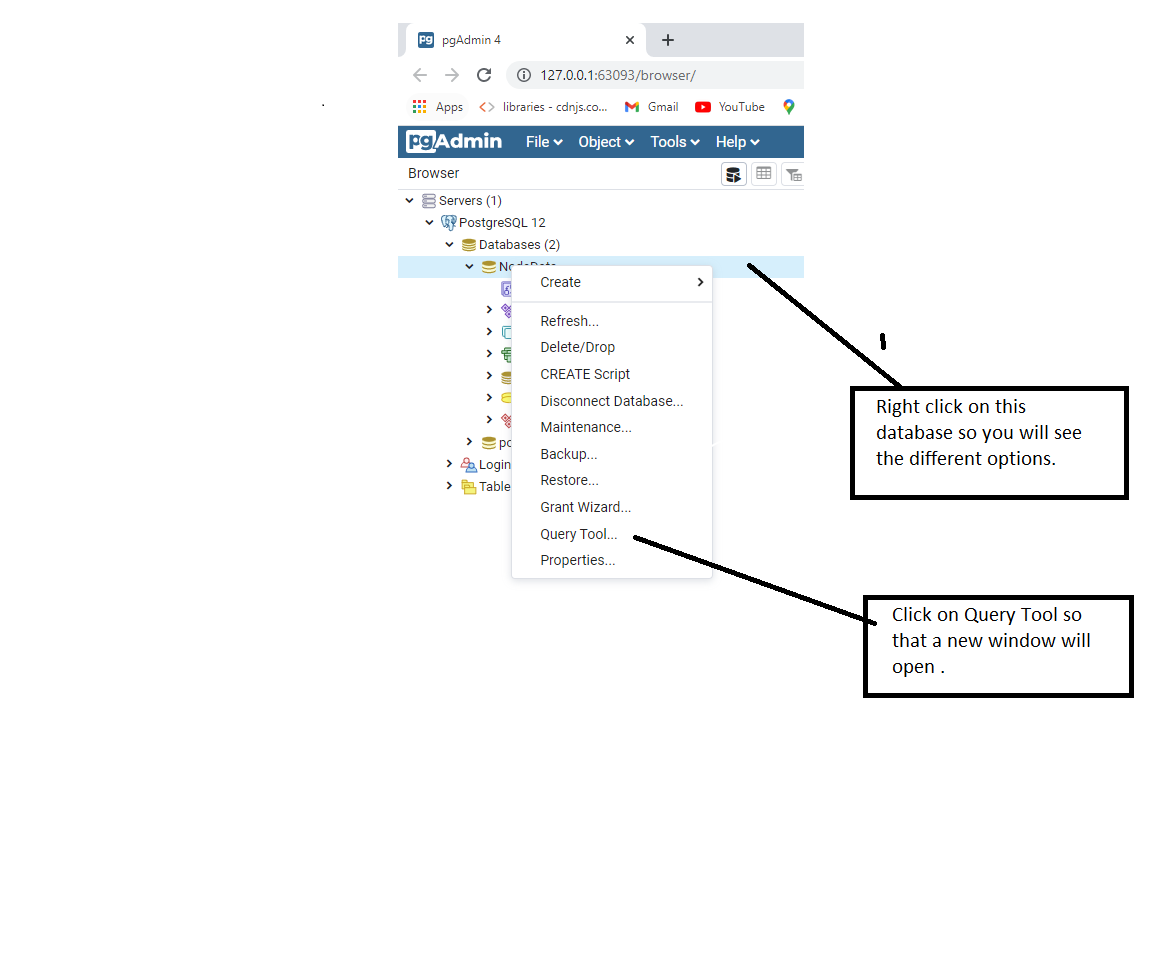 pgAdmin 4
127.0.0.1:63093/browser/
Apps
libraries - cdnjs.co...
Gmail
YouTube
pgAdmin
File
Object
Tools
Help
Browser
Servers (1)
PostgreSQL 12
Databases (2)
Create
Refresh...
Delete/Drop
CREATE Script
Disconnect Database...
Maintenance...
Backup...
Restore...
Grant Wizard...
Query Tool...
Properties...
po
Login
Table
Right click on this
database so you will see
the different options.
Click on Query Tool so
that a new window will
open .